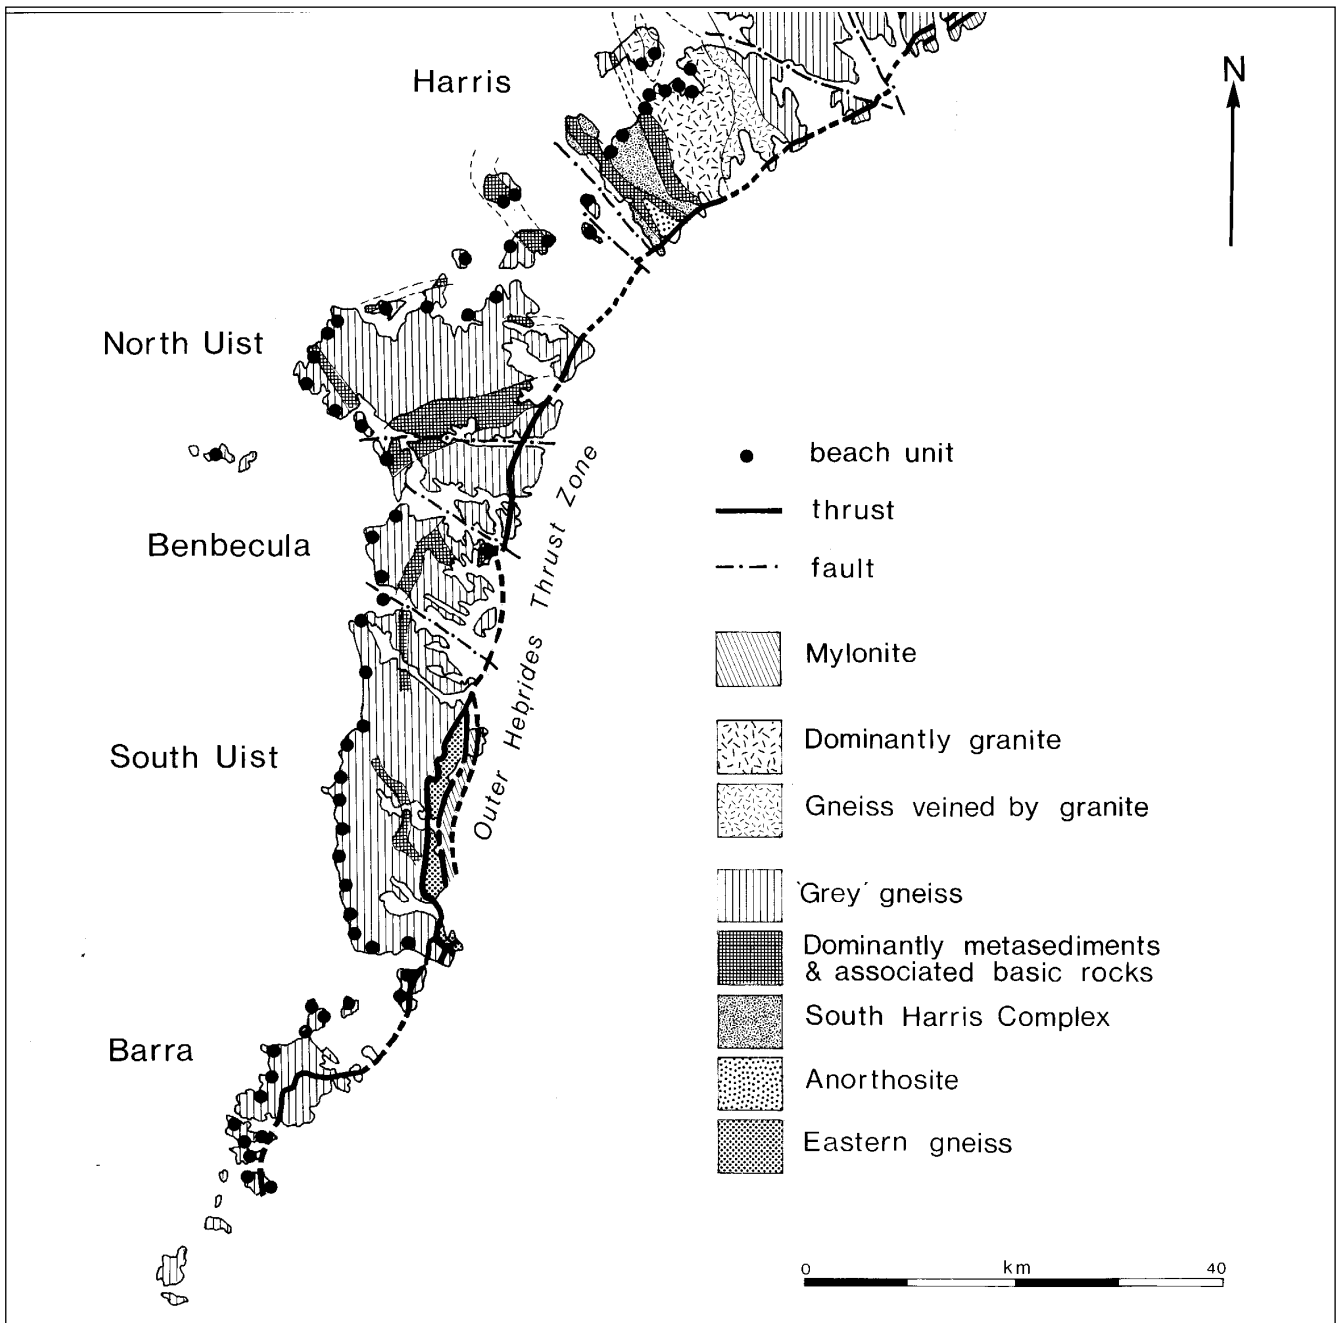 Harris
N
North Uist
Benbecula
South Uist
Barra
Outer Hebrides Thrust Zone
beach unit
thrust
fault
Mylonite
Dominantly granite
Gneiss veined by granite
'Grey' gneiss
Dominantly metasediments
& associated basic rocks
South Harris Complex
Anorthosite
Eastern gneiss
0 km 40